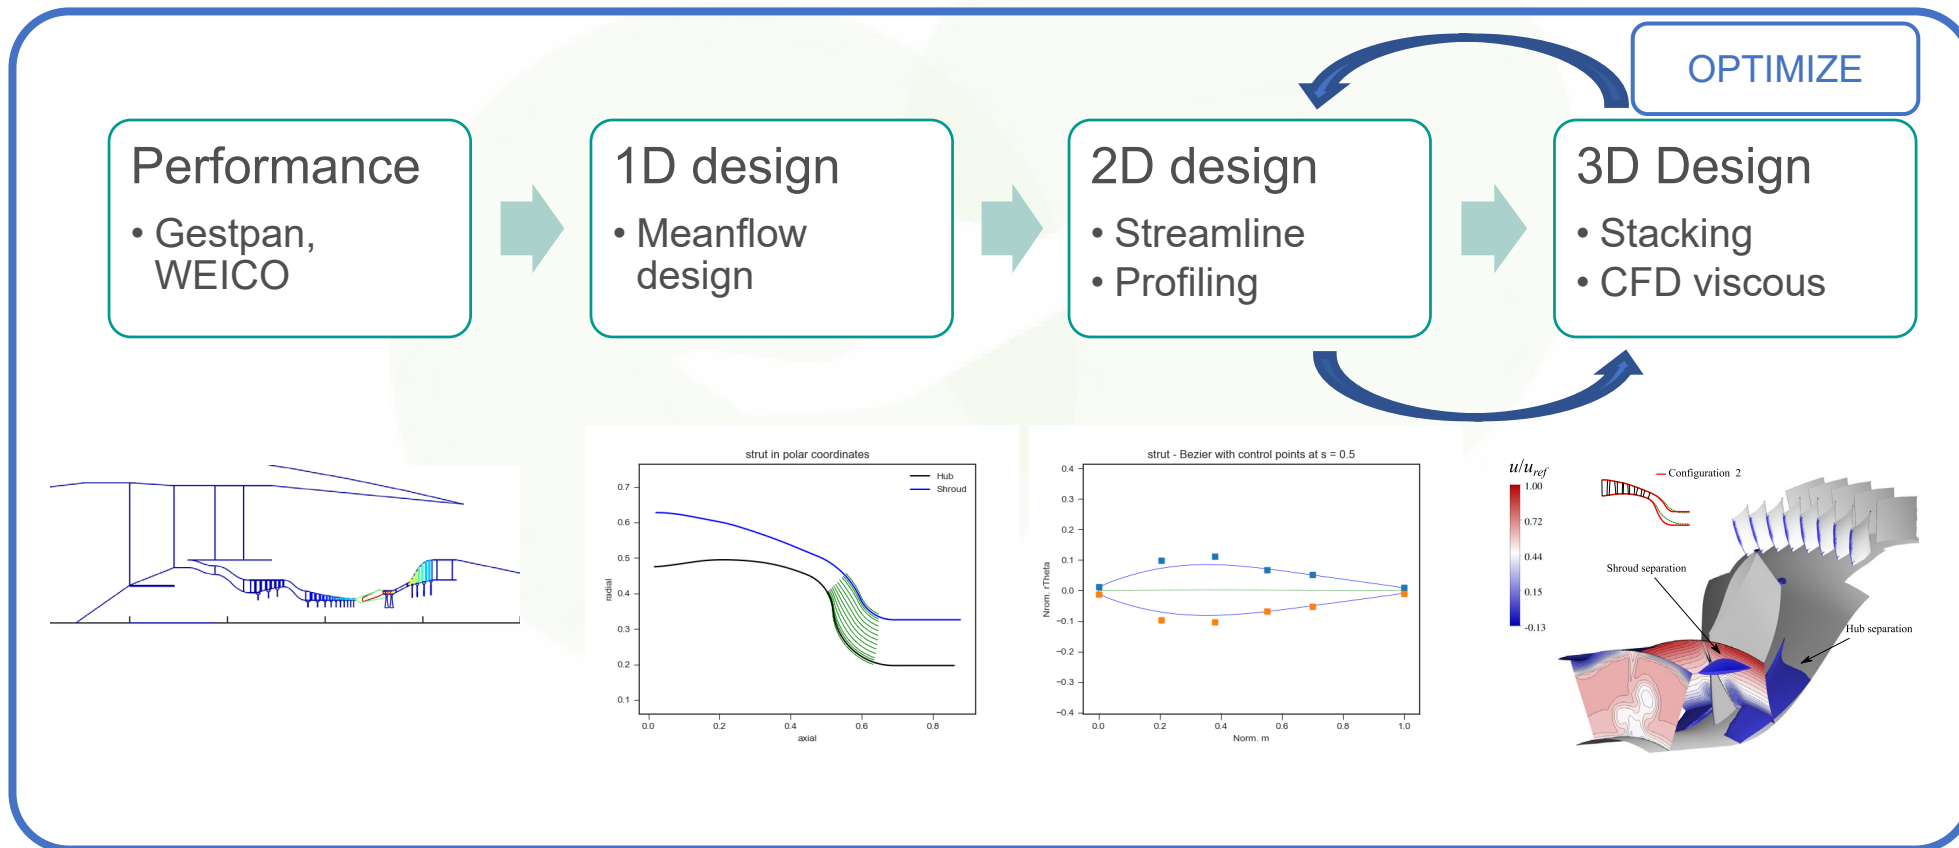 OPTIMIZE
Performance
• Gestpan,
WEICO
1D design
• Meanflow
design
2D design
• Streamline
• Profiling
3D Design
• Stacking
• CFD viscous
strut in polar coordinates
Hub
Shroud
radial
0.7
0.6
0.5
0.4
0.3
0.2
0.1
0.0 0.2 0.4 0.6 0.8
axial
strut - Bezier with control points at s = 0.5
Nrom. rTheta
0.4
0.3
0.2
0.1
0.0
−0.1
−0.2
−0.3
−0.4
0.0 0.2 0.4 0.6 0.8 1.0
Norm. m
u/u_ref
1.00
0.72
0.44
0.15
-0.13
Configuration 2
Shroud separation
Hub separation